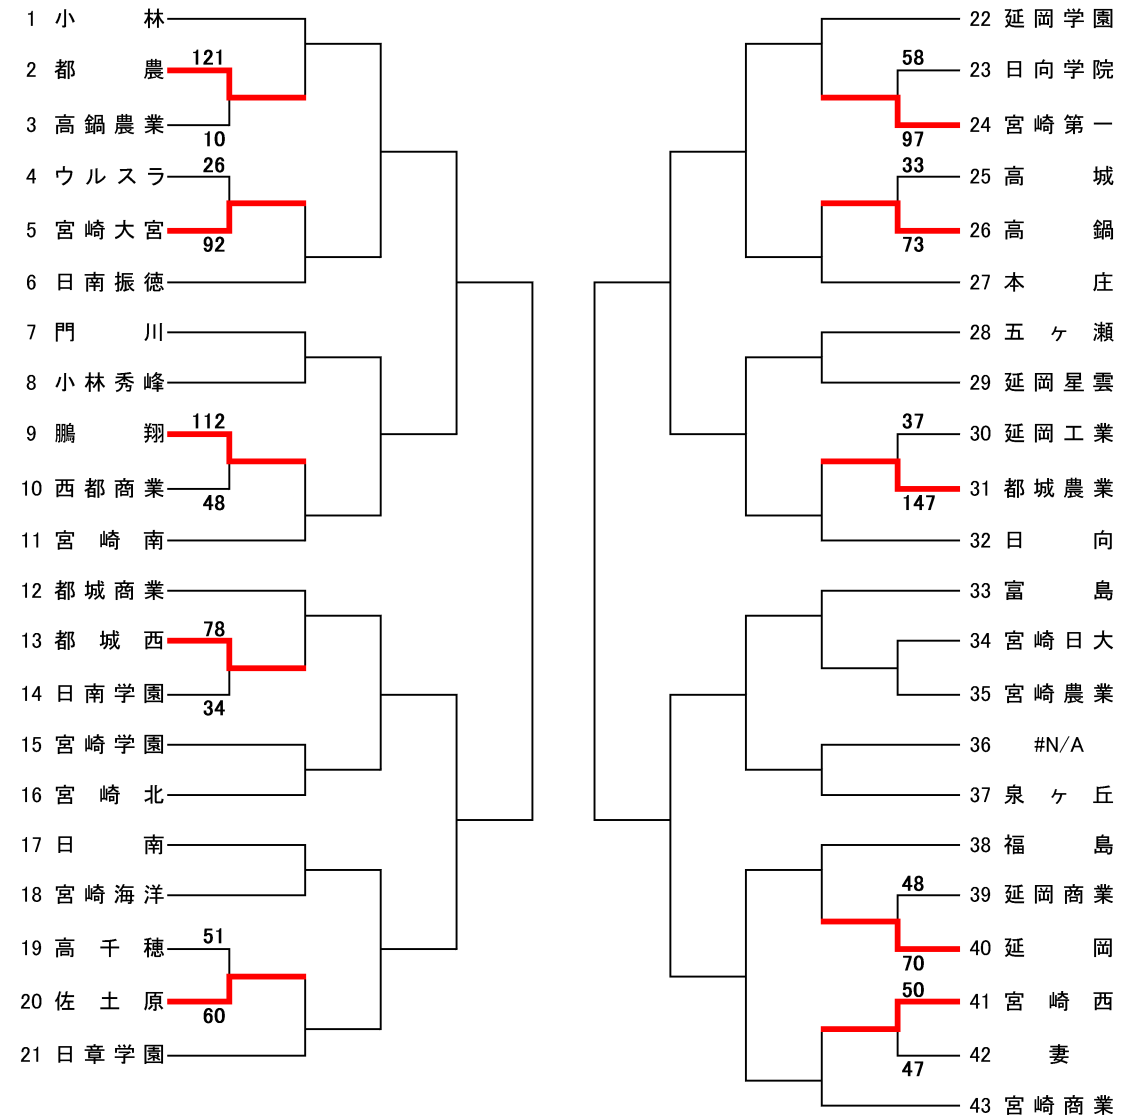 1 小林
121
2 都農
3 高鍋農業
10
26
4 ウルスラ
5 宮崎大宮
92
6 日南振徳
7 門川
8 小林秀峰
112
9 鵬翔
10 西都商業
48
11 宮崎南
12 都城商業
78
13 都城西
14 日南学園
34
15 宮崎学園
16 宮崎北
17 日南
18 宮崎海洋
51
19 高千穂
20 佐土原
60
21 日章学園
22 延岡学園
58
23 日向学院
24 宮崎第一
97
33
25 高城
26 高鍋
73
27 本庄
28 五ヶ瀬
29 延岡星雲
37
30 延岡工業
31 都城農業
147
32 日向
33 富島
34 宮崎日大
35 宮崎農業
36 #N/A
37 泉ヶ丘
38 福島
48
39 延岡商業
40 延岡
70
50
41 宮崎西
42 妻
47
43 宮崎商業